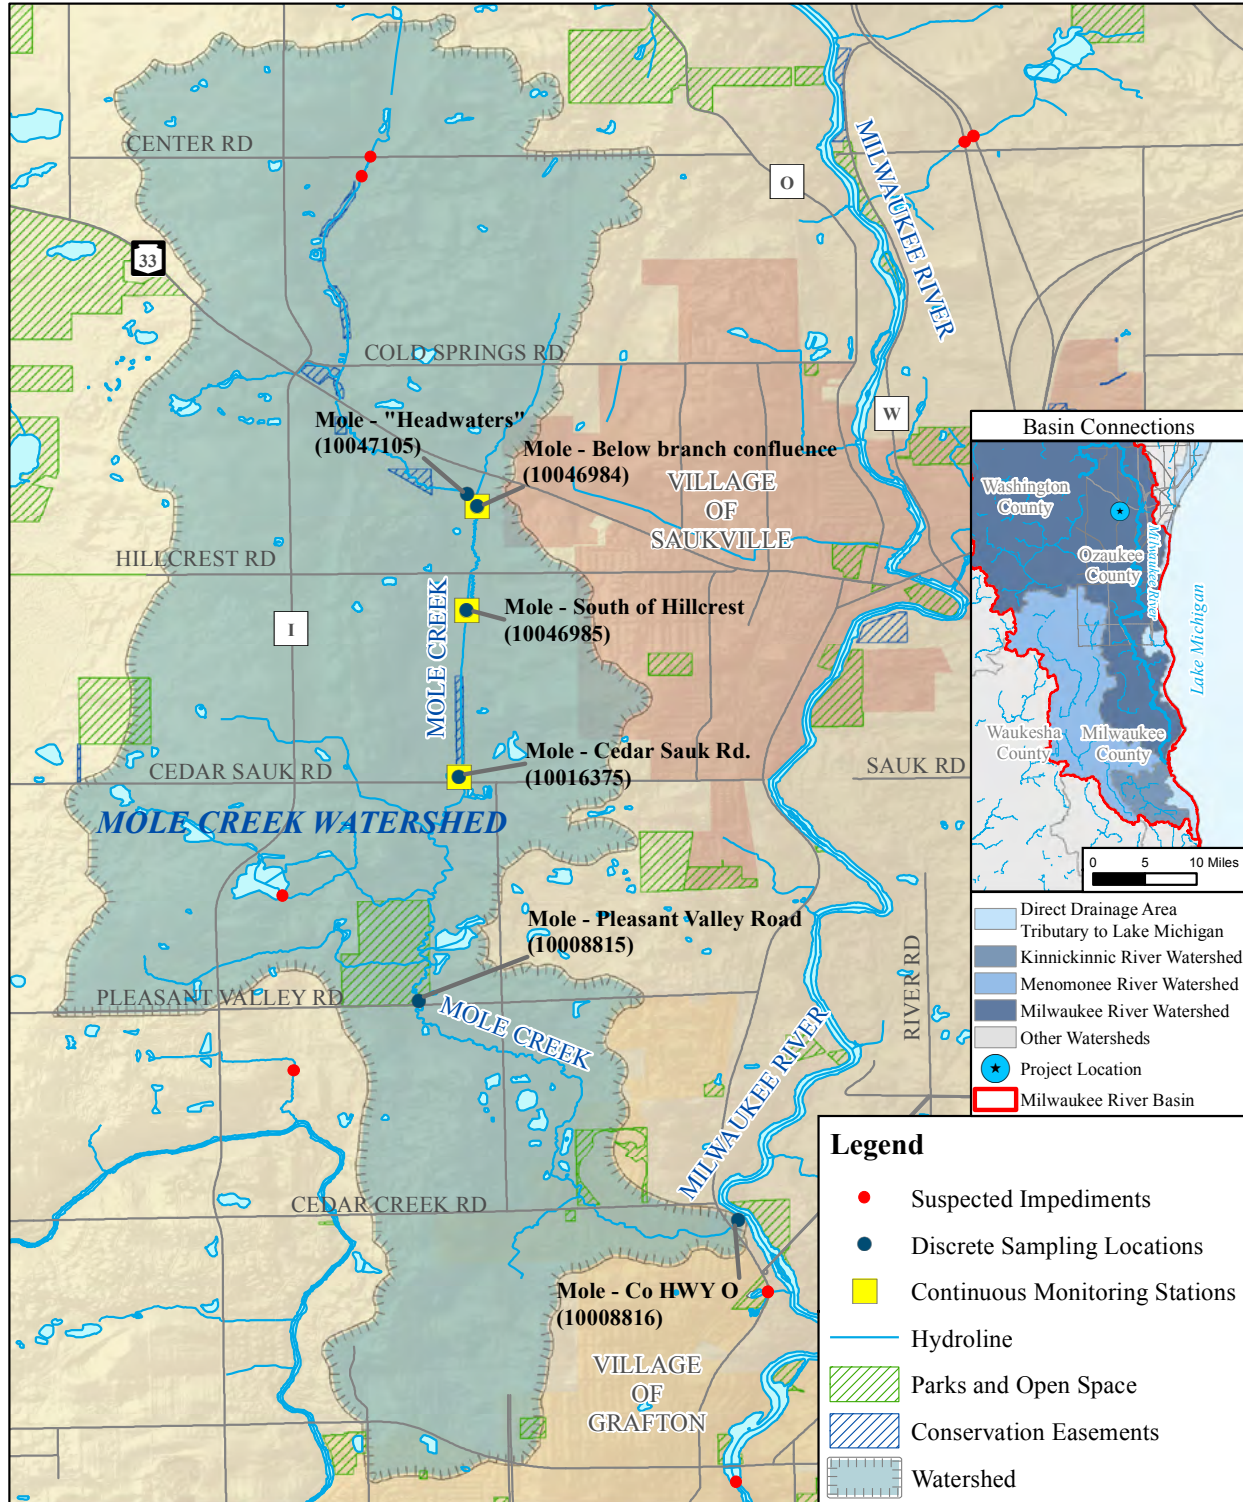 CENTER RD
O
MILWAUKEE RIVER
33
COLD SPRINGS RD
W
Mole - "Headwaters"
(10047105)
Mole - Below branch confluence
(10046984)
VILLAGE
OF
SAUKVILLE
HILLCREST RD
Mole - South of Hillcrest
(10046985)
I
MOLE CREEK
Mole - Cedar Sauk Rd.
(10016375)
CEDAR SAUK RD
SAUK RD
MOLE CREEK WATERSHED
Mole - Pleasant Valley Road
(10008815)
RIVER RD
PLEASANT VALLEY RD
MOLE CREEK
MILWAUKEE RIVER
CEDAR CREEK RD
Mole - Co HWY O
(10008816)
VILLAGE
OF
GRAFTON
Basin Connections
Washington
County
Ozaukee
County
Milwaukee River
Lake Michigan
Waukesha
County
Milwaukee
County
0 5 10 Miles
Direct Drainage Area
Tributary to Lake Michigan
Kinnickinnic River Watershed
Menomonee River Watershed
Milwaukee River Watershed
Other Watersheds
Project Location
Milwaukee River Basin
Legend
Suspected Impediments
Discrete Sampling Locations
Continuous Monitoring Stations
Hydroline
Parks and Open Space
Conservation Easements
Watershed